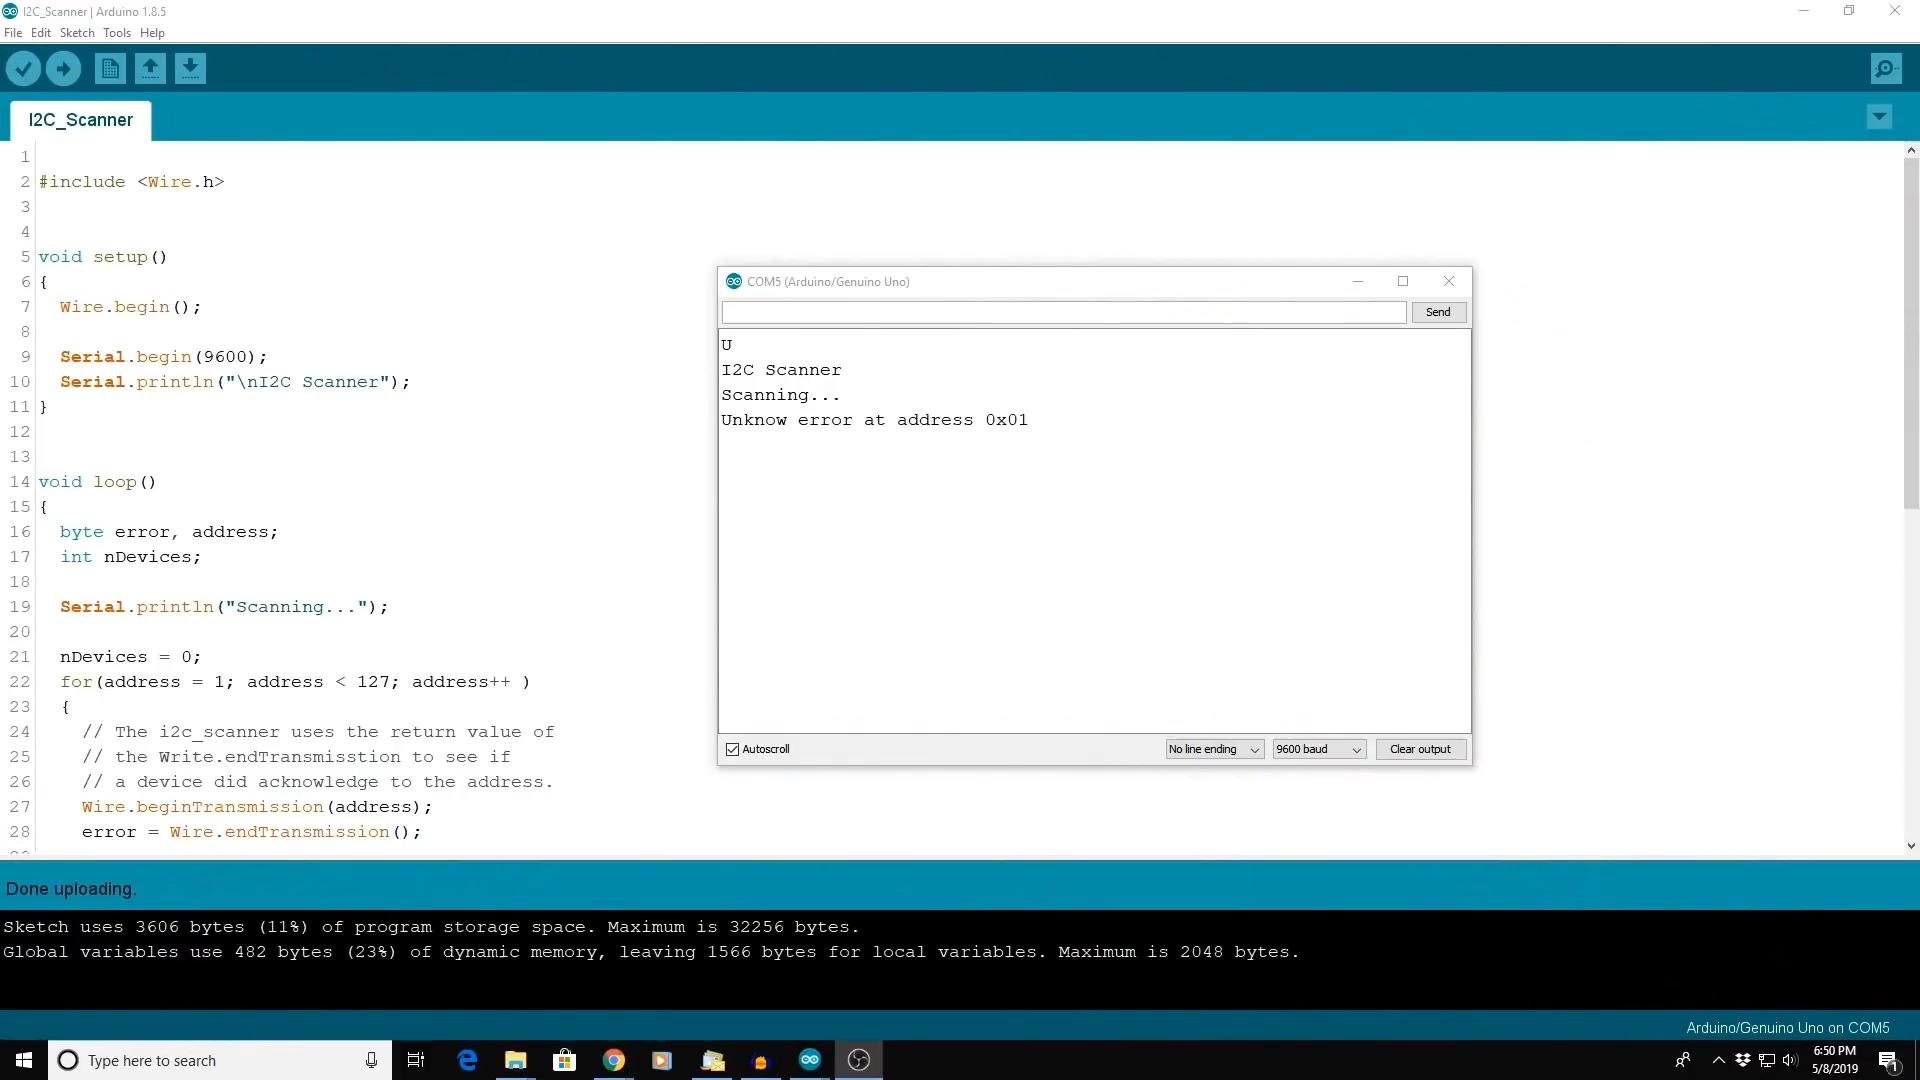 I2C_Scanner | Arduino 1.8.5
File Edit Sketch Tools Help
I2C_Scanner
1
2 #include <Wire.h>
3
4
5 void setup()
6 {
7 Wire.begin();
8
9 Serial.begin(9600);
10 Serial.println("\nI2C Scanner");
11 }
12
13
14 void loop()
15 {
16 byte error, address;
17 int nDevices;
18
19 Serial.println("Scanning...");
20
21 nDevices = 0;
22 for(address = 1; address < 127; address++ )
23 {
24 // The i2c_scanner uses the return value of
25 // the Write.endTransmisstion to see if
26 // a device did acknowledge to the address.
27 Wire.beginTransmission(address);
28 error = Wire.endTransmission();
COM5 (Arduino/Genuino Uno)
Send
U
I2C Scanner
Scanning...
Unknow error at address 0x01
Autoscroll
No line ending
9600 baud
Clear output
Done uploading.
Sketch uses 3606 bytes (11%) of program storage space. Maximum is 32256 bytes.
Global variables use 482 bytes (23%) of dynamic memory, leaving 1566 bytes for local variables. Maximum is 2048 bytes.
Arduino/Genuino Uno on COM5
Type here to search
6:50 PM
5/8/2019
1